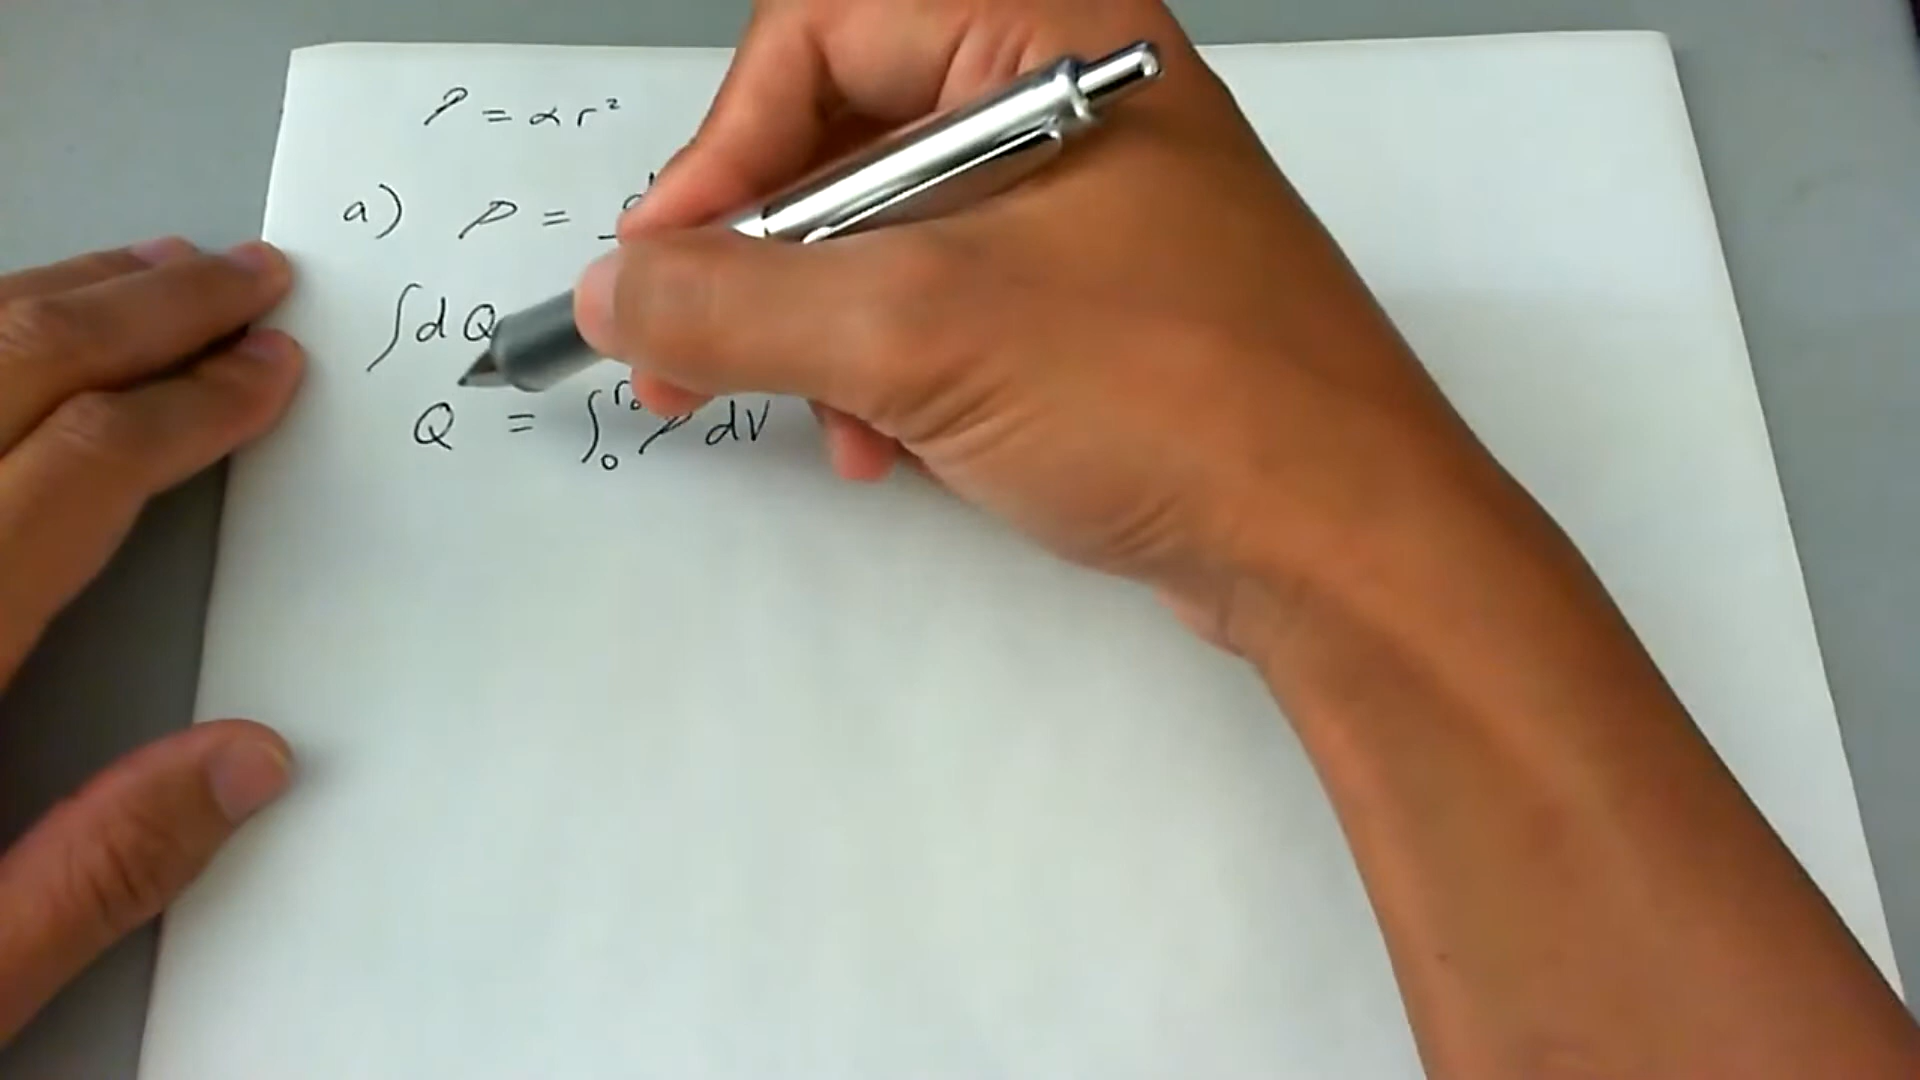 ρ = αr²
a) ρ = d
∫dQ
Q = ∫₀^r₀ ρ dV